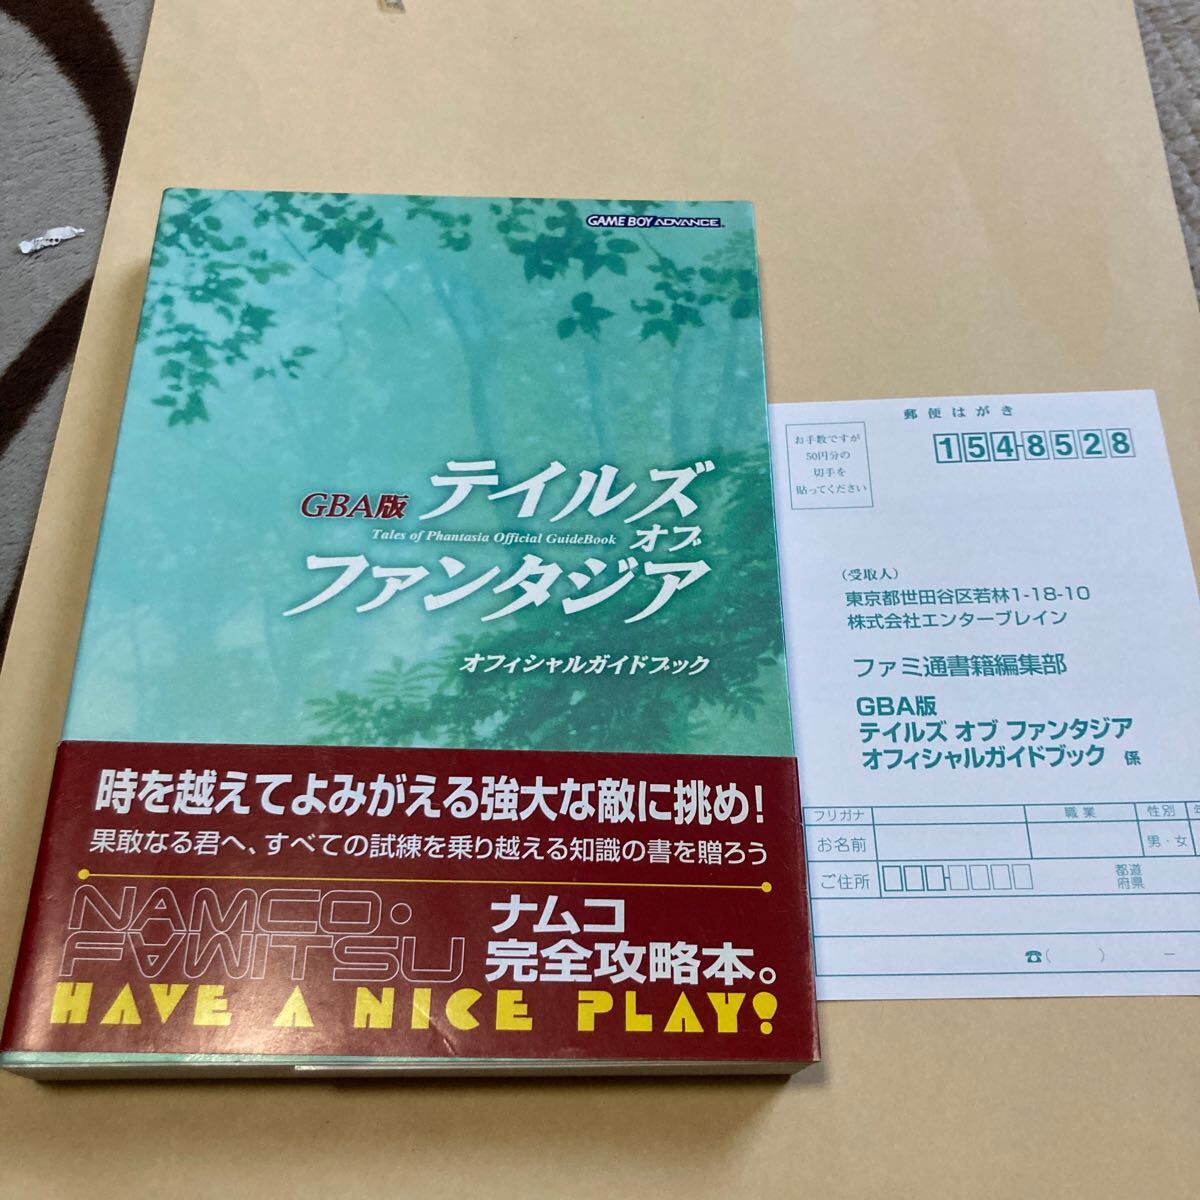 GAME BOY ADVANCE
GBA版 テイルズ
Tales of Phantasia Official GuideBook オブ
ファンタジア
オフィシャルガイドブック
時を越えてよみがえる強大な敵に挑め!
果敢なる君へ、すべての試練を乗り越える知識の書を贈ろう
NAMCO・
FAMITSU
ナムコ
完全攻略本。
HAVE A NICE PLAY!
郵便はがき
お手数ですが
50円分の
切手を
貼ってください
154-8528
(受取人)
東京都世田谷区若林1-18-10
株式会社エンターブレイン
ファミ通書籍編集部
GBA版
テイルズ オブ ファンタジア
オフィシャルガイドブック 係
フリガナ 職業 性別
お名前 男・女
ご住所 都道
府県
☎( ) －